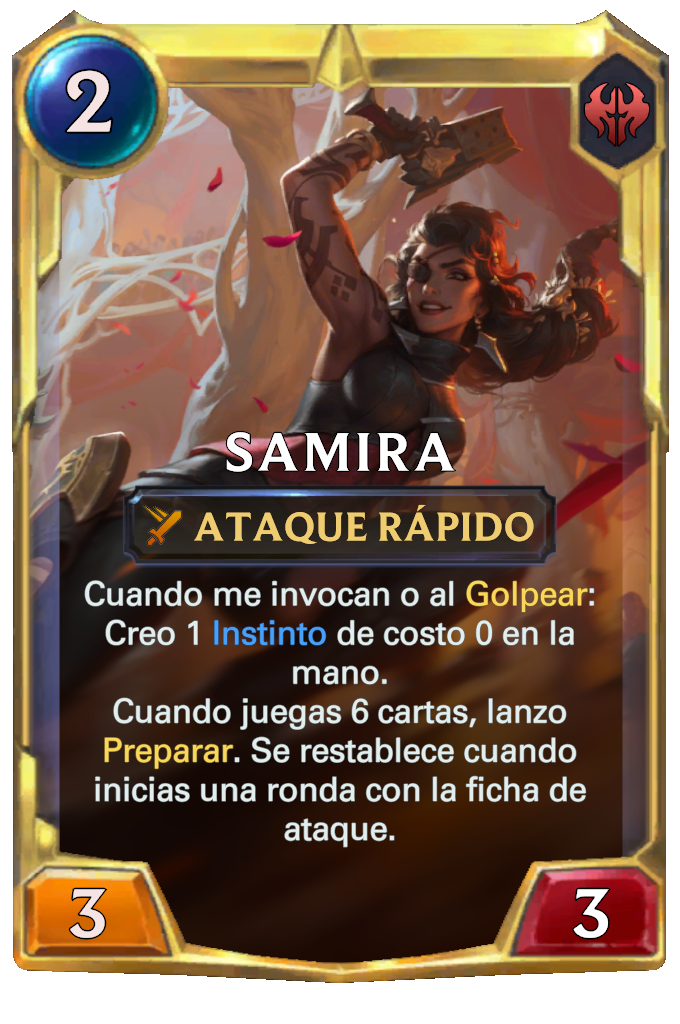 2
SAMIRA
ATAQUE RÁPIDO
Cuando me invocan o al Golpear:
Creo 1 Instinto de costo 0 en la
mano.
Cuando juegas 6 cartas, lanzo
Preparar. Se restablece cuando
inicias una ronda con la ficha de
ataque.
3
3